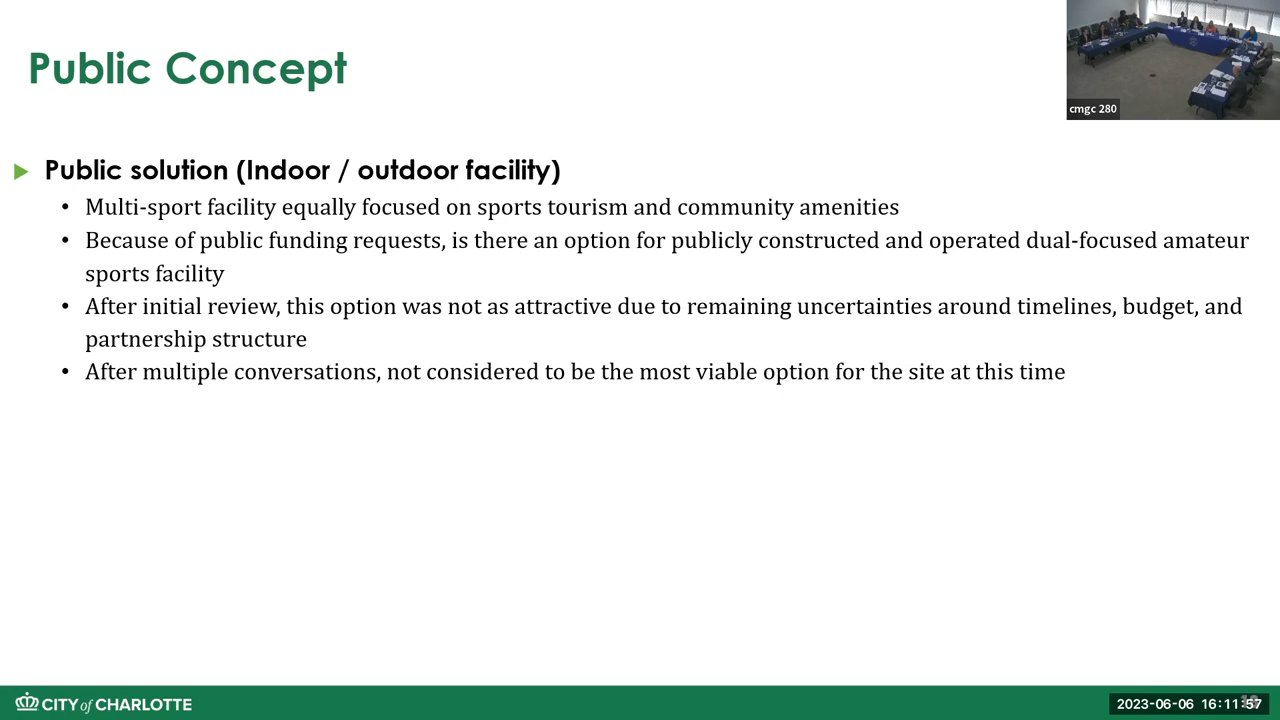 Public Concept
cmgc 280
Public solution (Indoor / outdoor facility)
• Multi-sport facility equally focused on sports tourism and community amenities
• Because of public funding requests, is there an option for publicly constructed and operated dual-focused amateur
sports facility
• After initial review, this option was not as attractive due to remaining uncertainties around timelines, budget, and
partnership structure
• After multiple conversations, not considered to be the most viable option for the site at this time
CITY of CHARLOTTE
2023-06-06 16:11:57